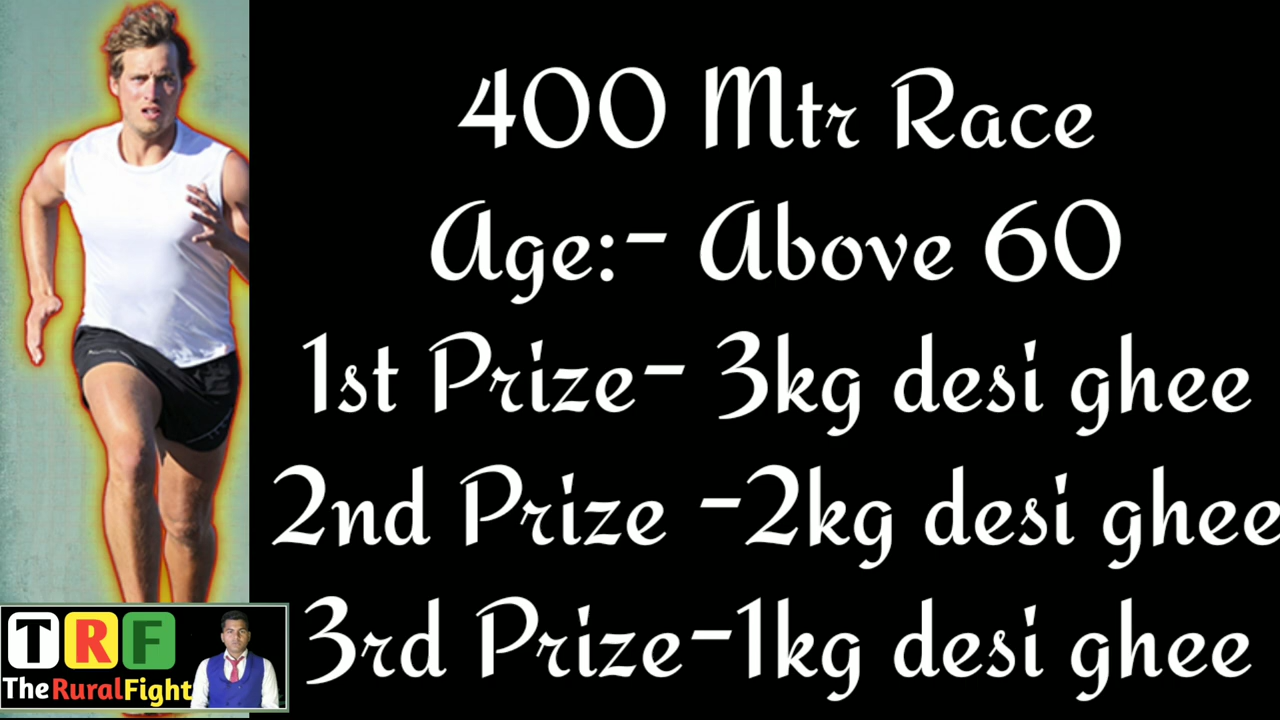 400 Mtr Race
Age:- Above 60
1st Prize- 3kg desi ghee
2nd Prize -2kg desi ghee
3rd Prize-1kg desi ghee
TRF
TheRuralFight